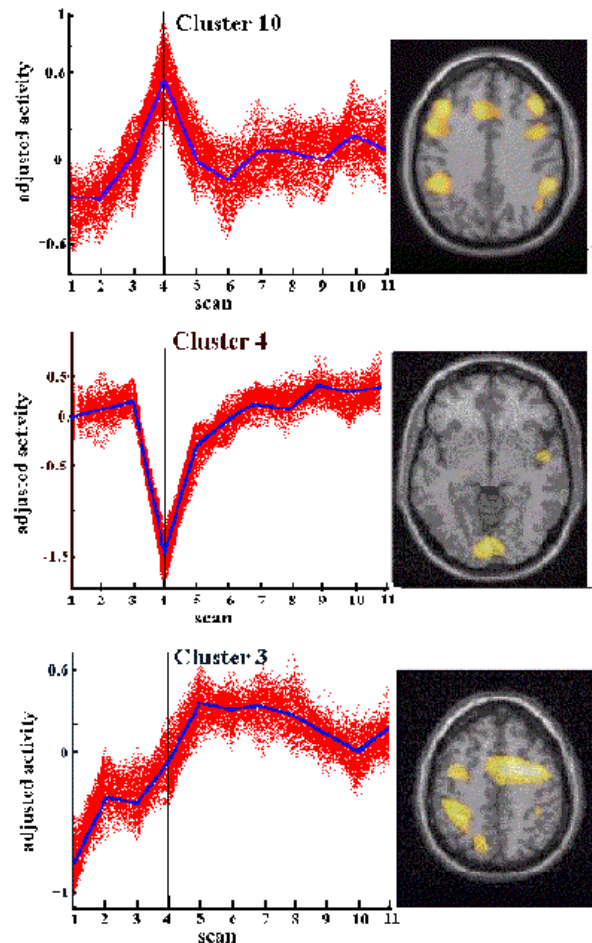 Cluster 10
adjusted activity
1
0.6
0
-0.6
1 2 3 4 5 6 7 8 9 10 11
scan
Cluster 4
adjusted activity
0.5
0.
-0.5
-1.5
1 2 3 4 5 6 7 8 9 10 11
scan
Cluster 3
adjusted activity
0.6
0
-1
1 2 3 4 5 6 7 8 9 10 11
scan